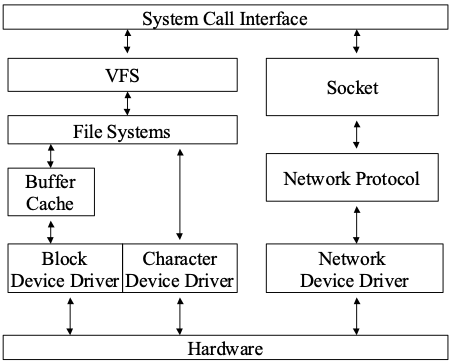 System Call Interface
VFS
Socket
File Systems
Buffer
Cache
Network Protocol
Block
Device Driver
Character
Device Driver
Network
Device Driver
Hardware